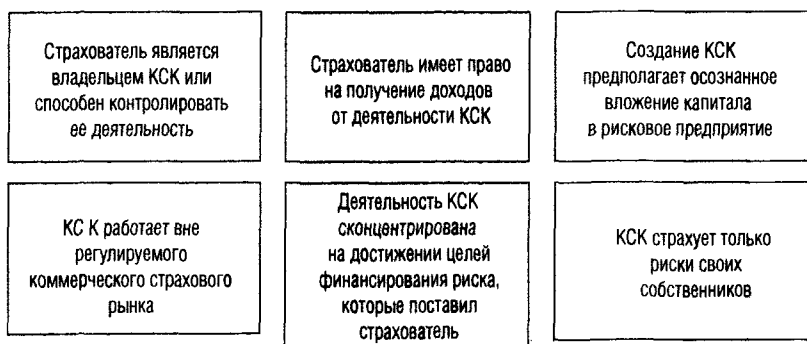 Страхователь является
владельцем КСК или
способен контролировать
ее деятельность
Страхователь имеет право
на получение доходов
от деятельности КСК
Создание КСК
предполагает осознанное
вложение капитала
в рисковое предприятие
КС К работает вне
регулируемого
коммерческого страхового
рынка
Деятельность КСК
сконцентрирована
на достижении целей
финансирования риска,
которые поставил
страхователь
КСК страхует только
риски своих
собственников